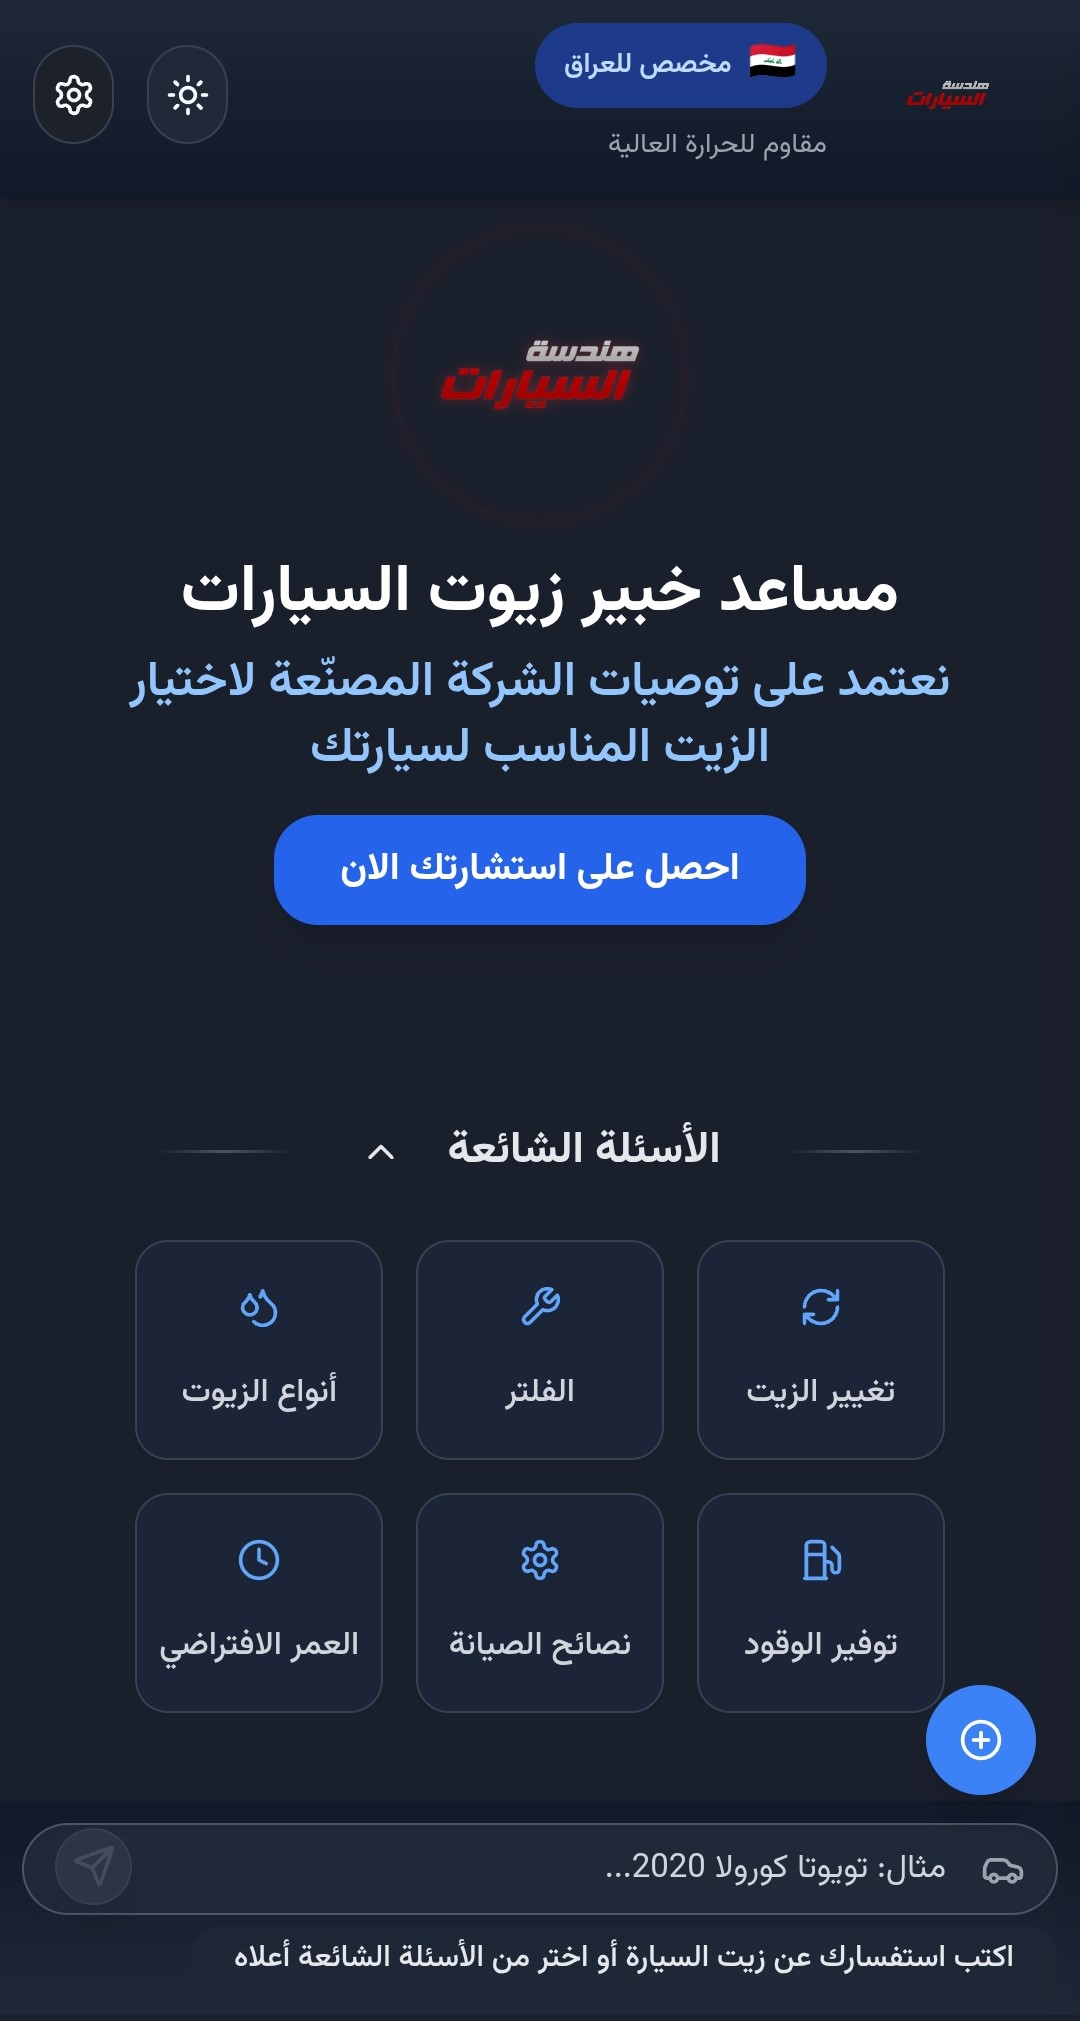 هندسة
السيارات
مخصص للعراق
مقاوم للحرارة العالية
هندسة
السيارات
مساعد خبير زيوت السيارات
نعتمد على توصيات الشركة المصنّعة لاختيار
الزيت المناسب لسيارتك
احصل على استشارتك الان
الأسئلة الشائعة
تغيير الزيت
الفلتر
أنواع الزيوت
توفير الوقود
نصائح الصيانة
العمر الافتراضي
مثال: تويوتا كورولا 2020...
اكتب استفسارك عن زيت السيارة أو اختر من الأسئلة الشائعة أعلاه